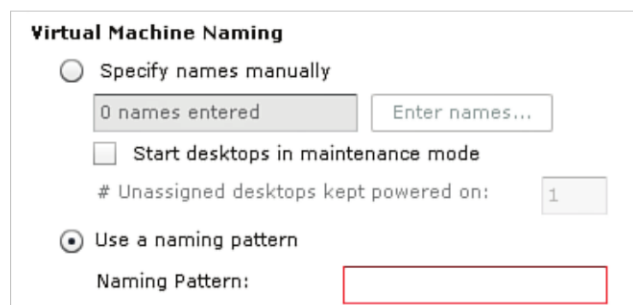 Virtual Machine Naming
Specify names manually
0 names entered Enter names...
Start desktops in maintenance mode
# Unassigned desktops kept powered on: 1
Use a naming pattern
Naming Pattern: